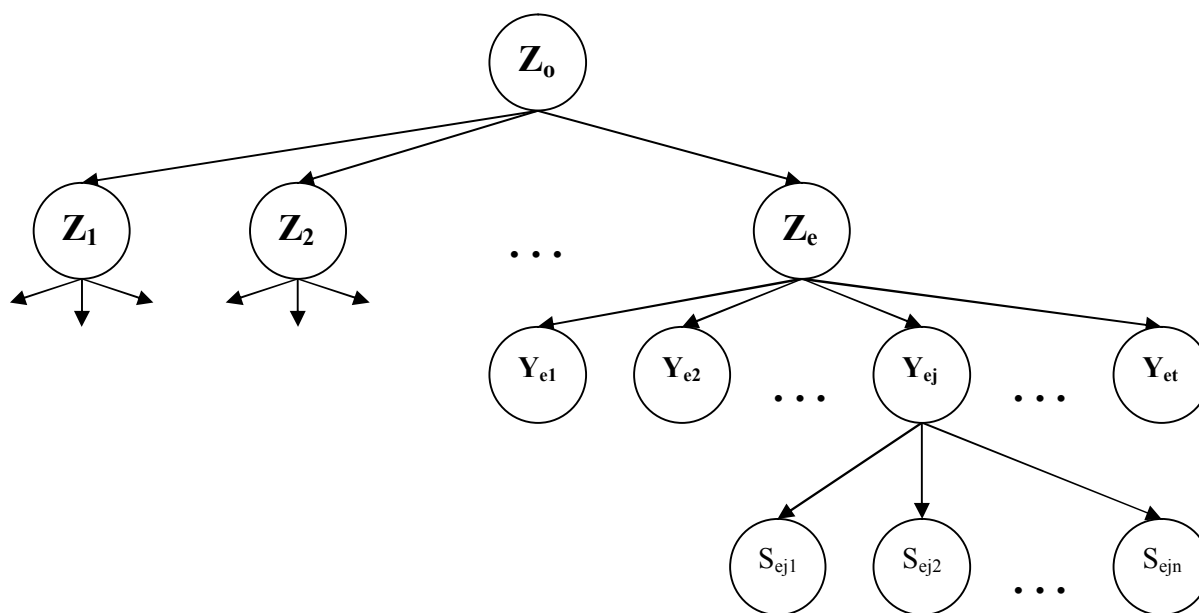 Zo
Z1 Z2 ... Ze
Ye1 Ye2 ... Yej ... Yet
Sej1 Sej2 ... Sejn